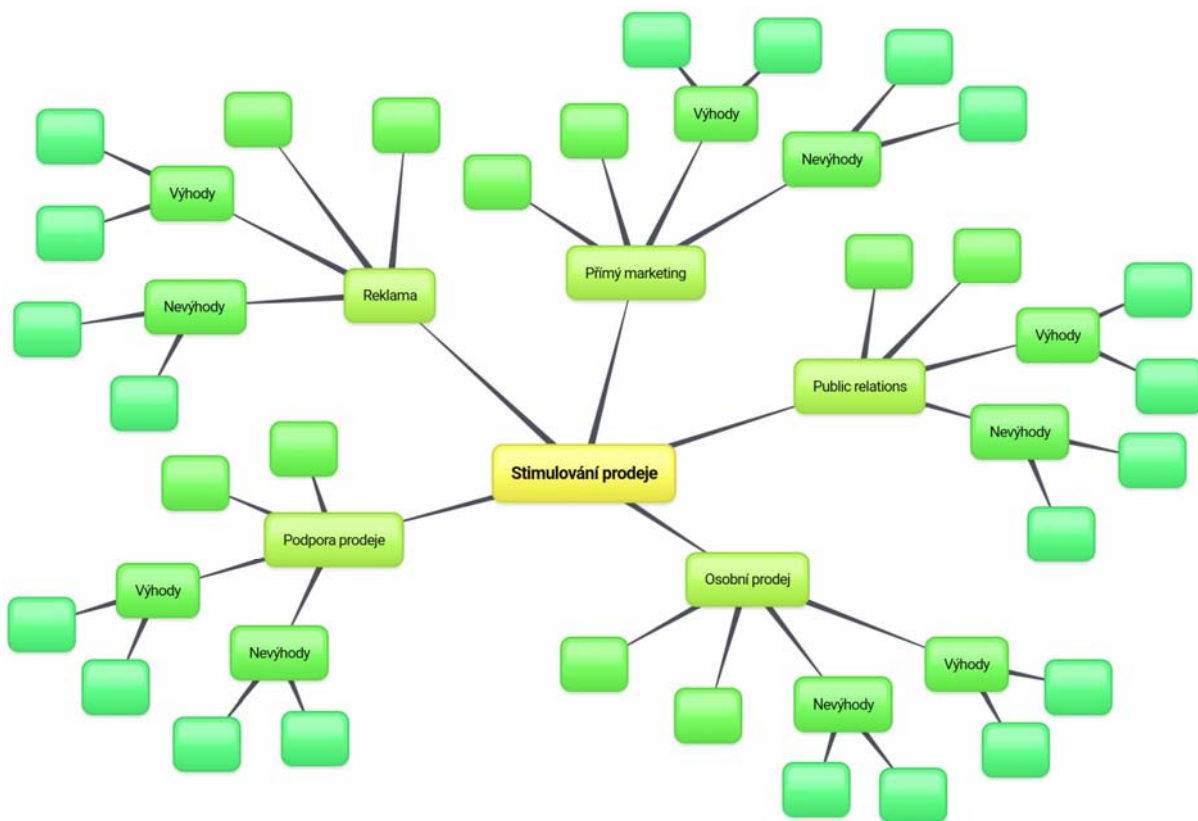 Výhody
Nevýhody
Výhody
Přímý marketing
Reklama
Nevýhody
Výhody
Public relations
Nevýhody
Stimulování prodeje
Podpora prodeje
Osobní prodej
Výhody
Nevýhody
Výhody
Nevýhody